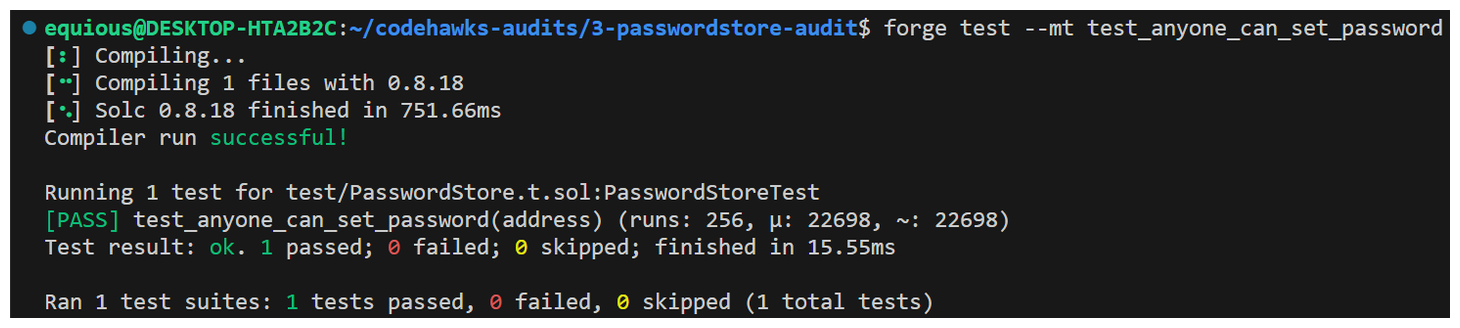 equious@DESKTOP-HTA2B2C:~/codehawks-audits/3-passwordstore-audit$ forge test --mt test_anyone_can_set_password
[⠃] Compiling...
[⠒] Compiling 1 files with 0.8.18
[⠢] Solc 0.8.18 finished in 751.66ms
Compiler run successful!

Running 1 test for test/PasswordStore.t.sol:PasswordStoreTest
[PASS] test_anyone_can_set_password(address) (runs: 256, μ: 22698, ~: 22698)
Test result: ok. 1 passed; 0 failed; 0 skipped; finished in 15.55ms

Ran 1 test suites: 1 tests passed, 0 failed, 0 skipped (1 total tests)